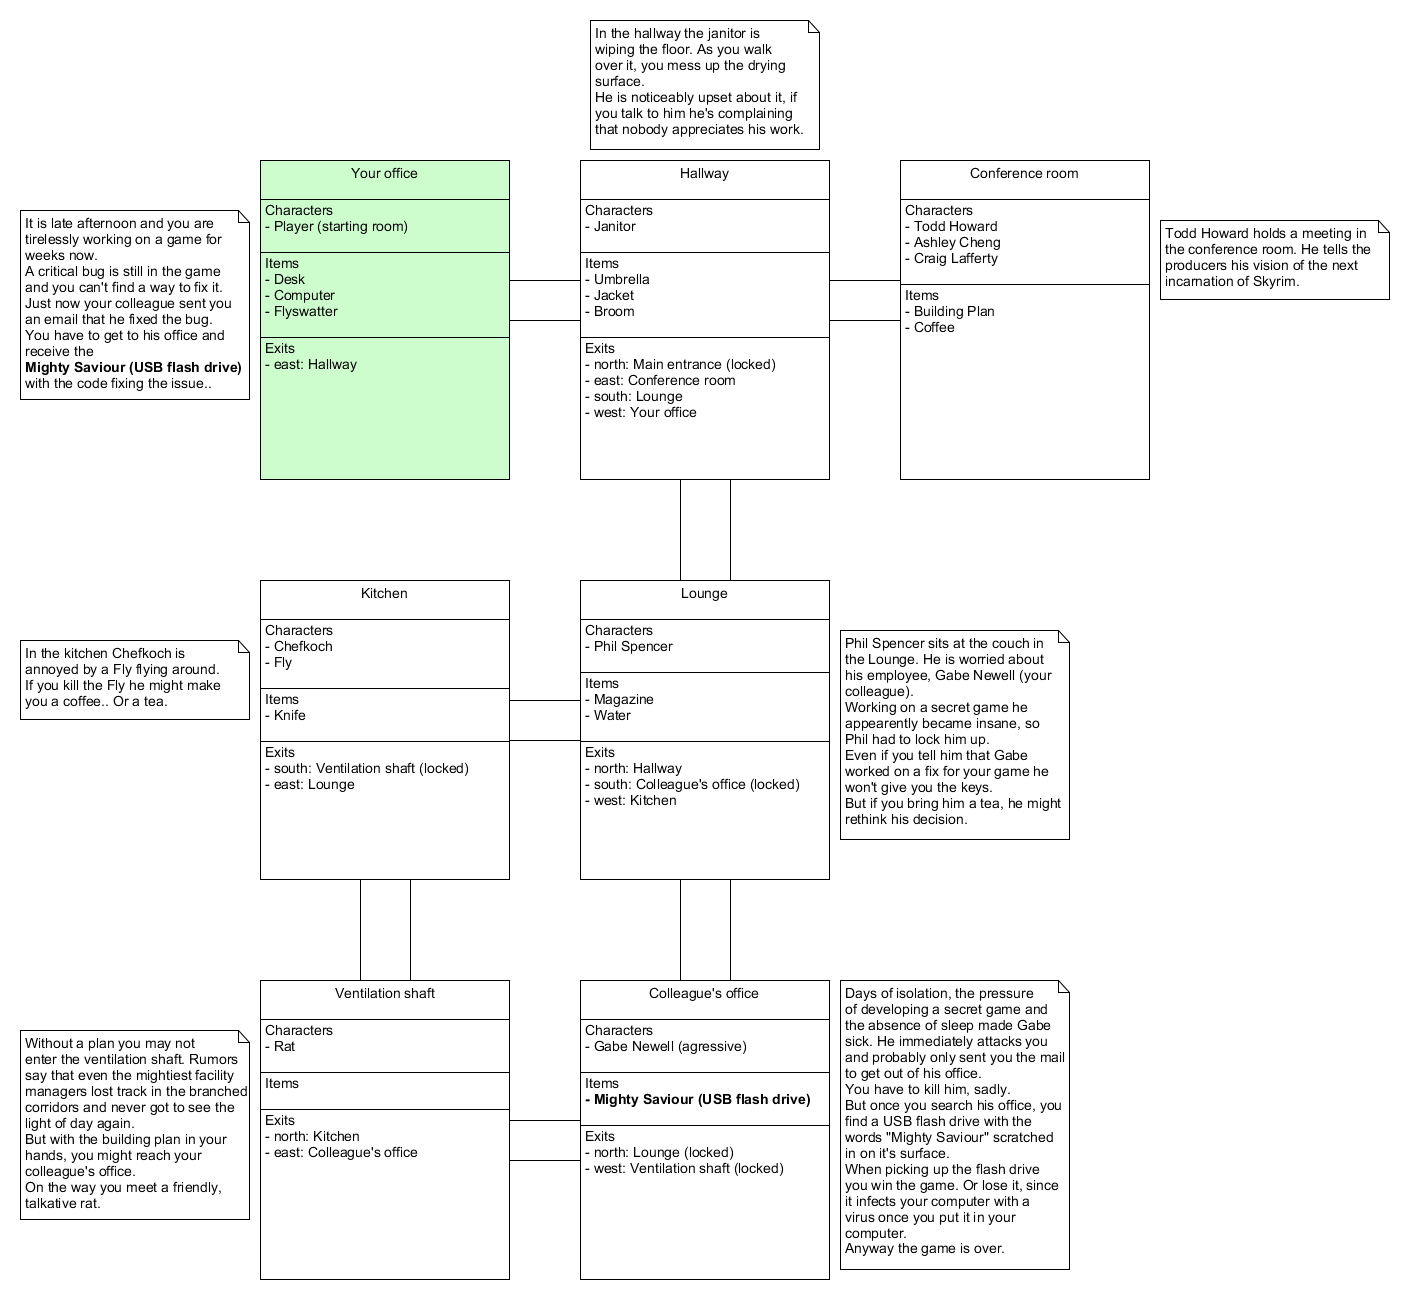 In the hallway the janitor is
wiping the floor. As you walk
over it, you mess up the drying
surface.
He is noticeably upset about it, if
you talk to him he's complaining
that nobody appreciates his work.
It is late afternoon and you are
tirelessly working on a game for
weeks now.
A critical bug is still in the game
and you can't find a way to fix it.
Just now your colleague sent you
an email that he fixed the bug.
You have to get to his office and
receive the
Mighty Saviour (USB flash drive)
with the code fixing the issue..
Your office
Characters
- Player (starting room)
Items
- Desk
- Computer
- Flyswatter
Exits
- east: Hallway
Hallway
Characters
- Janitor
Items
- Umbrella
- Jacket
- Broom
Exits
- north: Main entrance (locked)
- east: Conference room
- south: Lounge
- west: Your office
Conference room
Characters
- Todd Howard
- Ashley Cheng
- Craig Lafferty
Items
- Building Plan
- Coffee
Todd Howard holds a meeting in
the conference room. He tells the
producers his vision of the next
incarnation of Skyrim.
In the kitchen Chefkoch is
annoyed by a Fly flying around.
If you kill the Fly he might make
you a coffee.. Or a tea.
Kitchen
Characters
- Chefkoch
- Fly
Items
- Knife
Exits
- south: Ventilation shaft (locked)
- east: Lounge
Lounge
Characters
- Phil Spencer
Items
- Magazine
- Water
Exits
- north: Hallway
- south: Colleague's office (locked)
- west: Kitchen
Phil Spencer sits at the couch in
the Lounge. He is worried about
his employee, Gabe Newell (your
colleague).
Working on a secret game he
appearently became insane, so
Phil had to lock him up.
Even if you tell him that Gabe
worked on a fix for your game he
won't give you the keys.
But if you bring him a tea, he might
rethink his decision.
Without a plan you may not
enter the ventilation shaft. Rumors
say that even the mightiest facility
managers lost track in the branched
corridors and never got to see the
light of day again.
But with the building plan in your
hands, you might reach your
colleague's office.
On the way you meet a friendly,
talkative rat.
Ventilation shaft
Characters
- Rat
Items
Exits
- north: Kitchen
- east: Colleague's office
Colleague's office
Characters
- Gabe Newell (agressive)
Items
- Mighty Saviour (USB flash drive)
Exits
- north: Lounge (locked)
- west: Ventilation shaft (locked)
Days of isolation, the pressure
of developing a secret game and
the absence of sleep made Gabe
sick. He immediately attacks you
and probably only sent you the mail
to get out of his office.
You have to kill him, sadly.
But once you search his office, you
find a USB flash drive with the
words "Mighty Saviour" scratched
in on it's surface.
When picking up the flash drive
you win the game. Or lose it, since
it infects your computer with a
virus once you put it in your
computer.
Anyway the game is over.